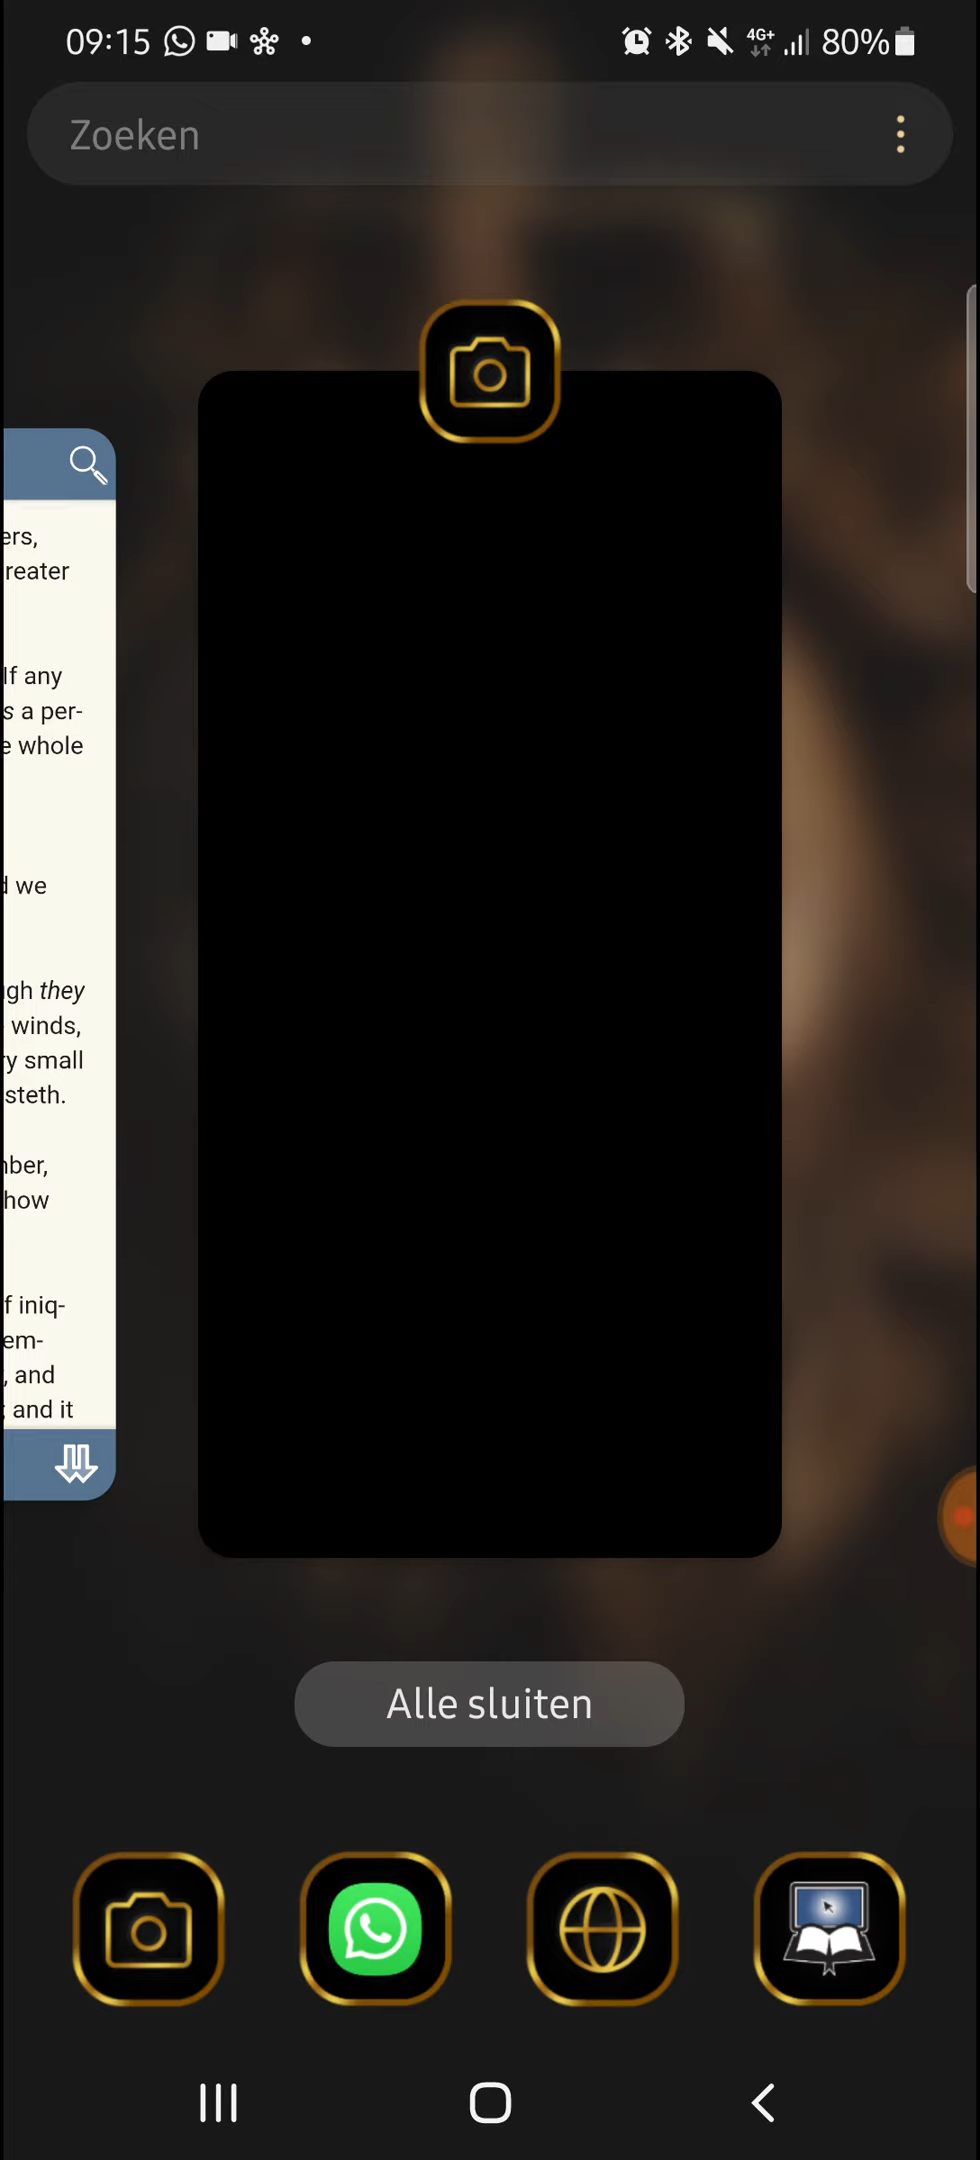 09:15
4G+
80%
Zoeken
ers,
reater
If any
s a per-
e whole
d we
gh they
winds,
ry small
steth.
ber,
how
f iniq-
em-
, and
; and it
Alle sluiten